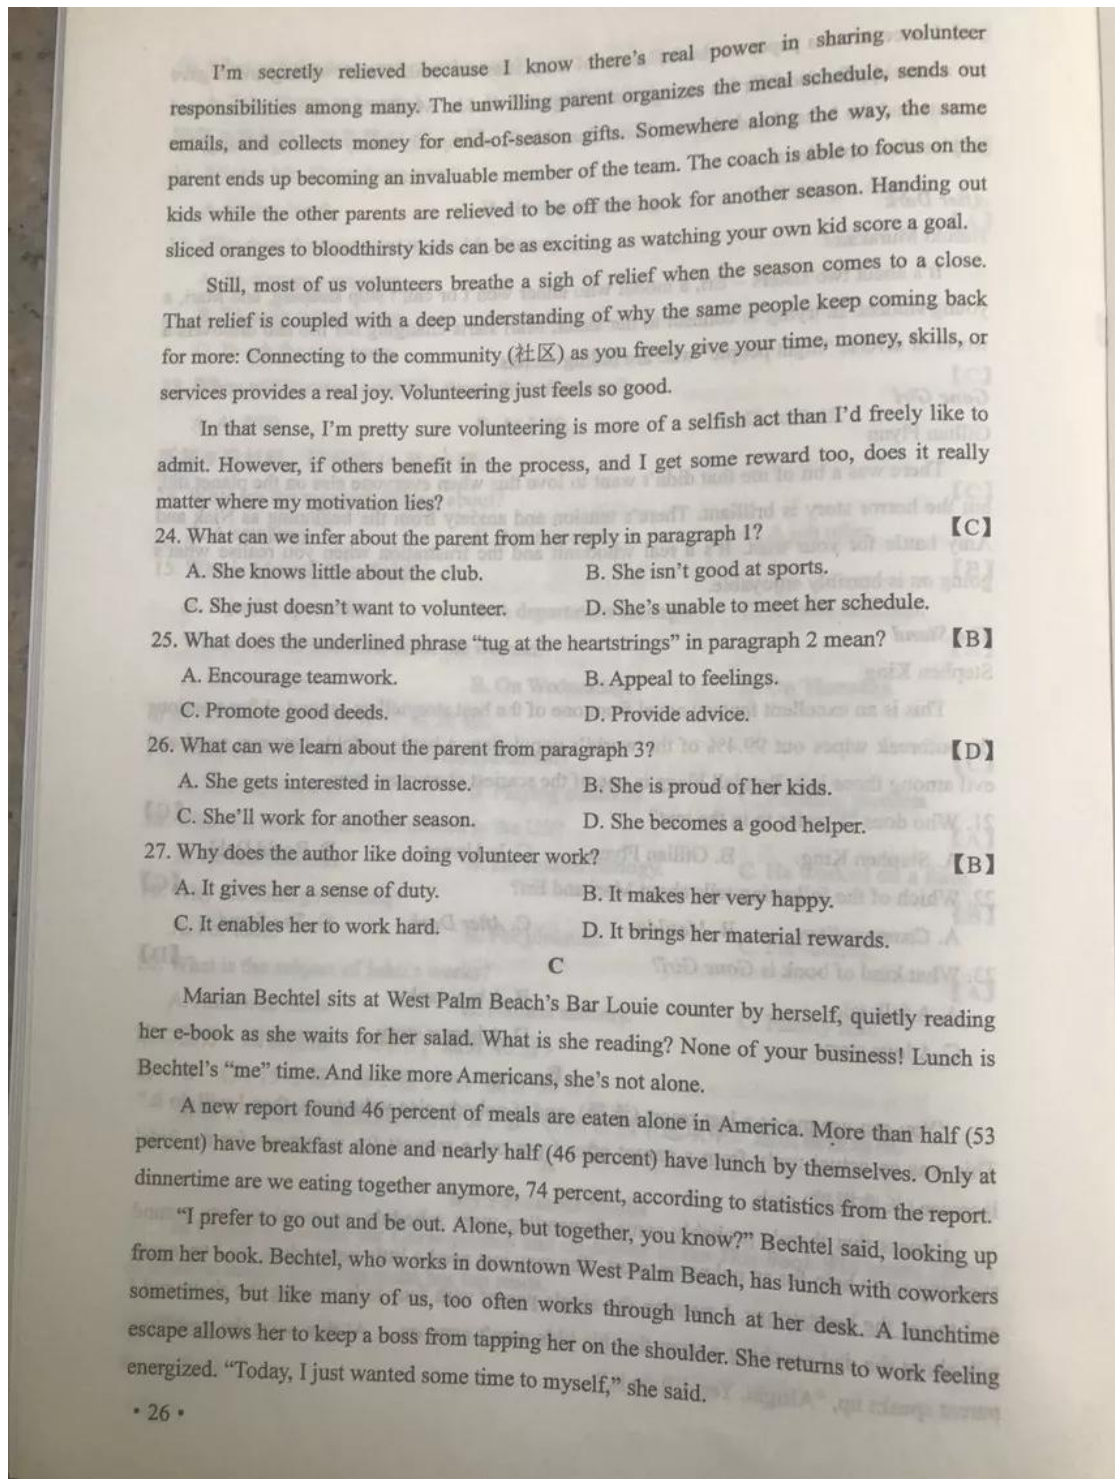 I'm secretly relieved because I know there's real power in sharing volunteer
responsibilities among many. The unwilling parent organizes the meal schedule, sends out
emails, and collects money for end-of-season gifts. Somewhere along the way, the same
parent ends up becoming an invaluable member of the team. The coach is able to focus on the
kids while the other parents are relieved to be off the hook for another season. Handing out
sliced oranges to bloodthirsty kids can be as exciting as watching your own kid score a goal.
Still, most of us volunteers breathe a sigh of relief when the season comes to a close.
That relief is coupled with a deep understanding of why the same people keep coming back
for more: Connecting to the community (社区) as you freely give your time, money, skills, or
services provides a real joy. Volunteering just feels so good.
In that sense, I'm pretty sure volunteering is more of a selfish act than I'd freely like to
admit. However, if others benefit in the process, and I get some reward too, does it really
matter where my motivation lies?
24. What can we infer about the parent from her reply in paragraph 1? 【C】
A. She knows little about the club. B. She isn't good at sports.
C. She just doesn't want to volunteer. D. She's unable to meet her schedule.
25. What does the underlined phrase “tug at the heartstrings” in paragraph 2 mean? 【B】
A. Encourage teamwork. B. Appeal to feelings.
C. Promote good deeds. D. Provide advice.
26. What can we learn about the parent from paragraph 3? 【D】
A. She gets interested in lacrosse. B. She is proud of her kids.
C. She'll work for another season. D. She becomes a good helper.
27. Why does the author like doing volunteer work? 【B】
A. It gives her a sense of duty. B. It makes her very happy.
C. It enables her to work hard. D. It brings her material rewards.
C
Marian Bechtel sits at West Palm Beach's Bar Louie counter by herself, quietly reading
her e-book as she waits for her salad. What is she reading? None of your business! Lunch is
Bechtel's “me” time. And like more Americans, she's not alone.
A new report found 46 percent of meals are eaten alone in America. More than half (53
percent) have breakfast alone and nearly half (46 percent) have lunch by themselves. Only at
dinnertime are we eating together anymore, 74 percent, according to statistics from the report.
“I prefer to go out and be out. Alone, but together, you know?” Bechtel said, looking up
from her book. Bechtel, who works in downtown West Palm Beach, has lunch with coworkers
sometimes, but like many of us, too often works through lunch at her desk. A lunchtime
escape allows her to keep a boss from tapping her on the shoulder. She returns to work feeling
energized. “Today, I just wanted some time to myself,” she said.
• 26 •